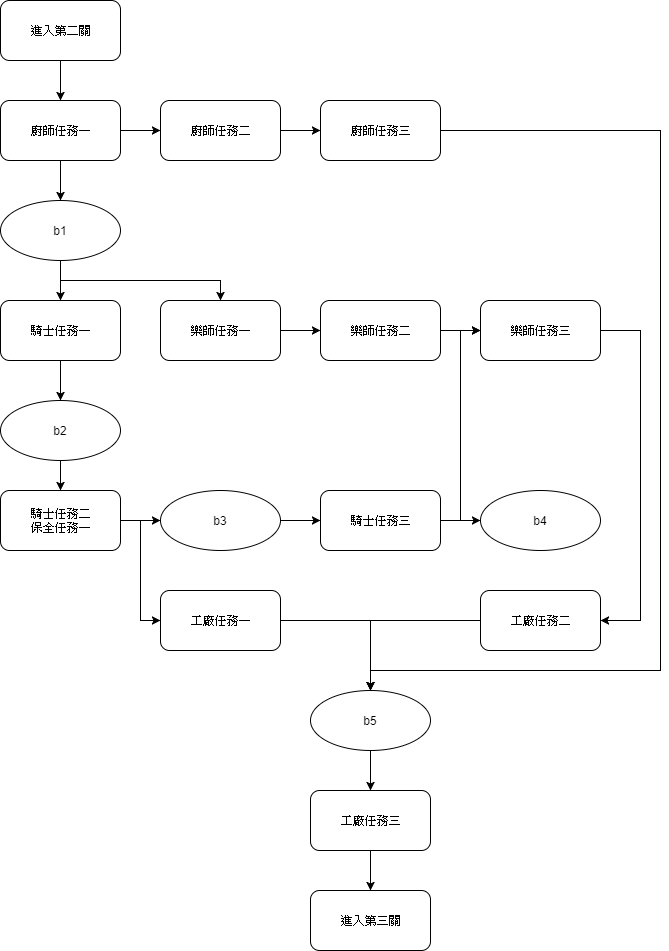 進入第二關
廚師任務一
廚師任務二
廚師任務三
b1
騎士任務一
樂師任務一
樂師任務二
樂師任務三
b2
騎士任務二
保全任務一
b3
騎士任務三
b4
工廠任務一
工廠任務二
b5
工廠任務三
進入第三關